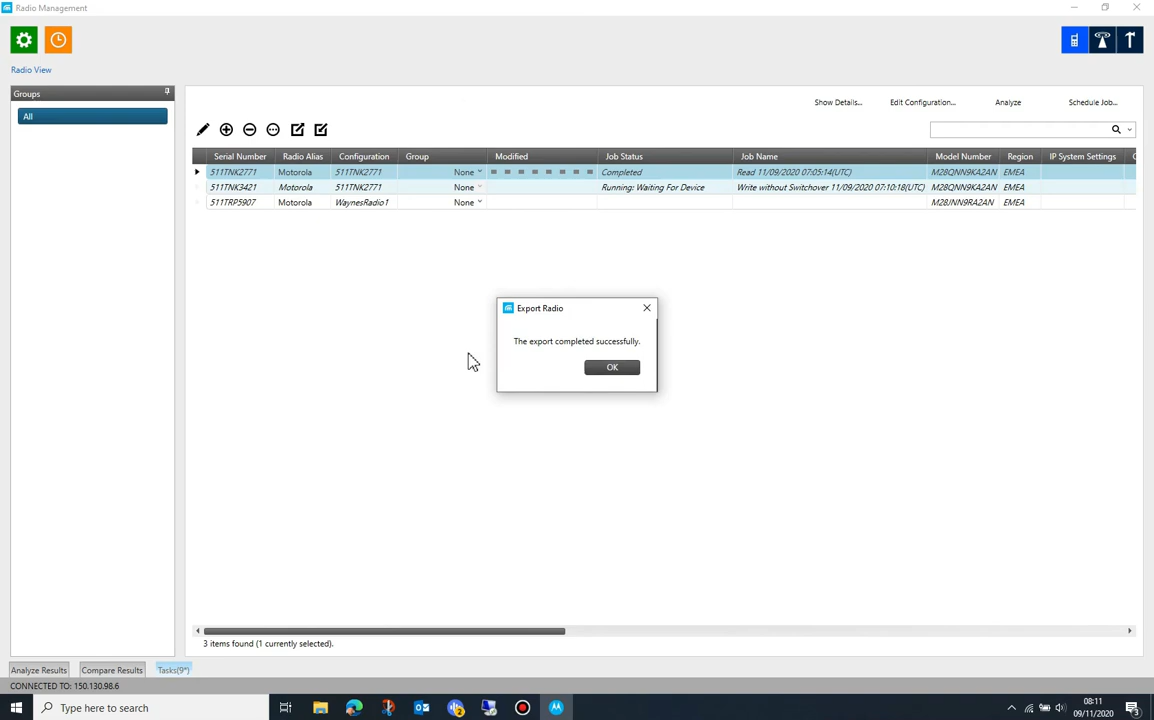 Radio Management
Radio View
Groups
All
Show Details... Edit Configuration... Analyze Schedule Job...
Serial Number Radio Alias Configuration Group Modified Job Status Job Name Model Number Region IP System Settings
511TNK2771 Motorola 511TNK2771 None Completed Read 11/09/2020 07:05:14(UTC) M28QNN9KA2AN EMEA
511TNK3421 Motorola 511TNK2771 None Running: Waiting For Device Write without Switchover 11/09/2020 07:10:18(UTC) M28QNN9KA2AN EMEA
511TRP5907 Motorola WaynesRadio1 None M28JNN9RA2AN EMEA
Export Radio
The export completed successfully.
OK
3 items found (1 currently selected).
Analyze Results Compare Results Tasks(9*)
CONNECTED TO: 150.130.98.6
Type here to search
08:11
09/11/2020
3